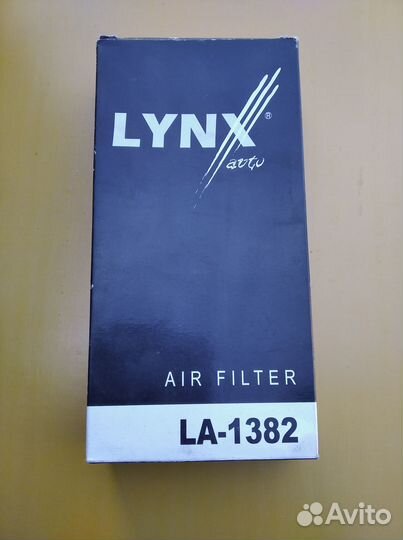 LYNX®
auto
AIR FILTER
LA-1382
Avito